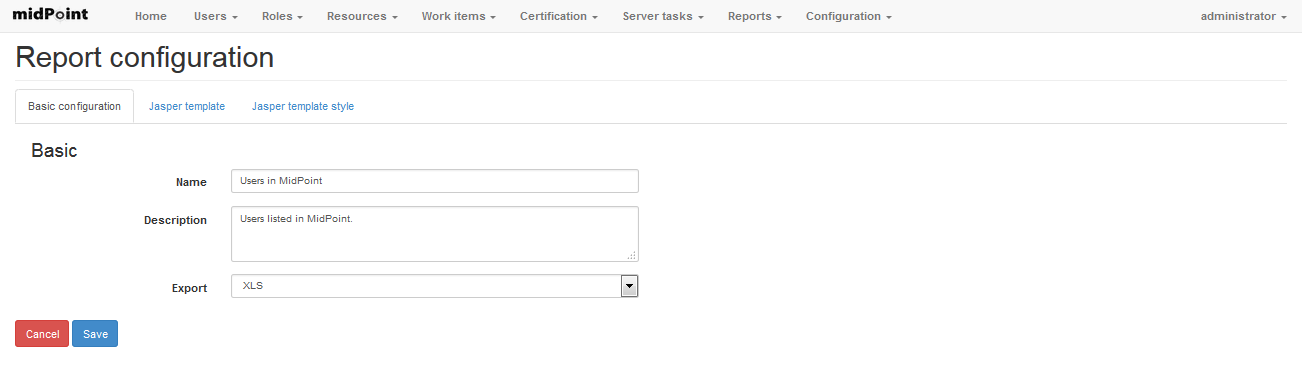 midPoint Home Users Roles Resources Work items Certification Server tasks Reports Configuration administrator
Report configuration
Basic configuration Jasper template Jasper template style
Basic
Name Users in MidPoint
Description Users listed in MidPoint.
Export XLS
Cancel Save